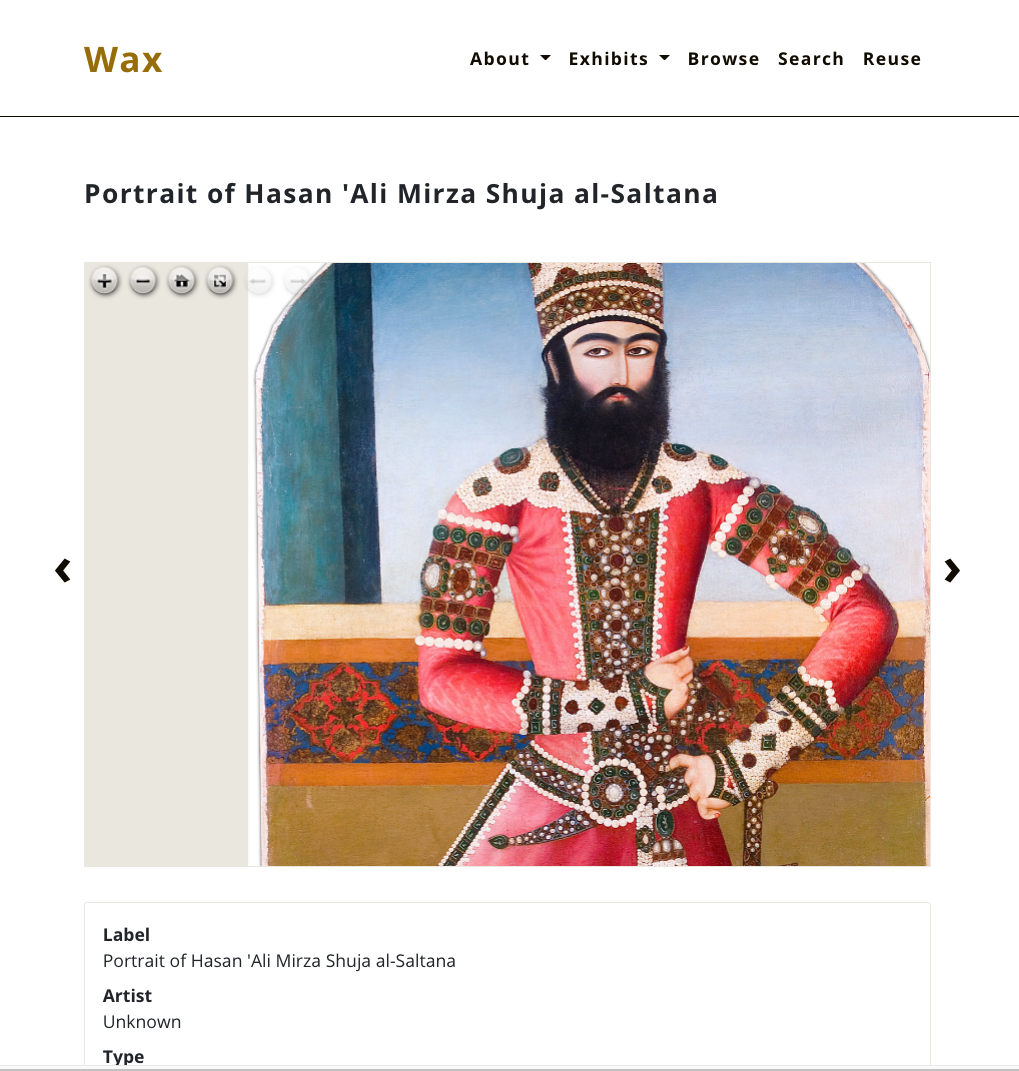 Wax
About Exhibits Browse Search Reuse
Portrait of Hasan 'Ali Mirza Shuja al-Saltana
Label
Portrait of Hasan 'Ali Mirza Shuja al-Saltana
Artist
Unknown
Type